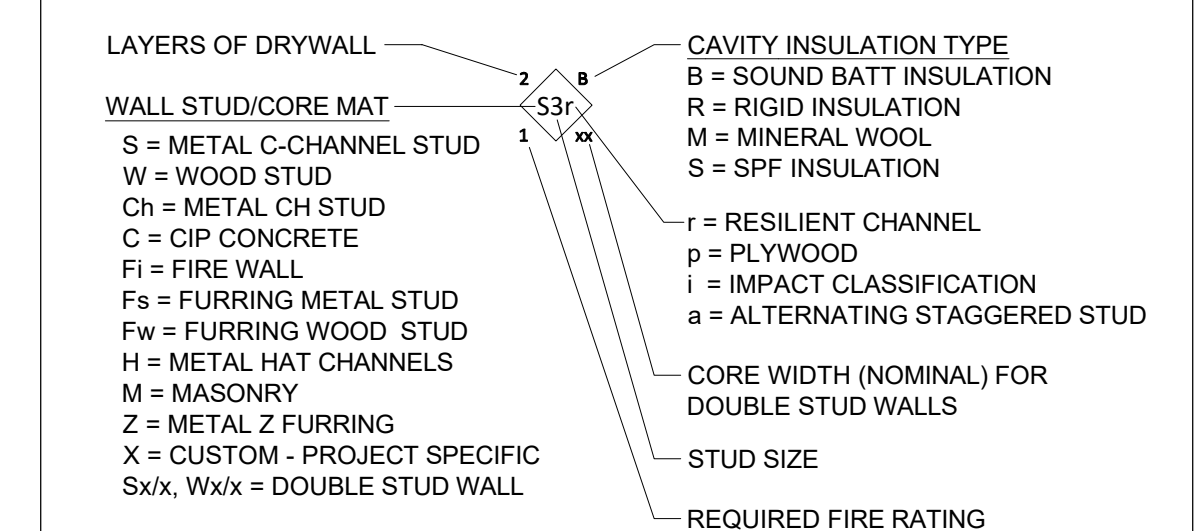 LAYERS OF DRYWALL
WALL STUD/CORE MAT
S = METAL C-CHANNEL STUD
W = WOOD STUD
Ch = METAL CH STUD
C = CIP CONCRETE
Fi = FIRE WALL
Fs = FURRING METAL STUD
Fw = FURRING WOOD STUD
H = METAL HAT CHANNELS
M = MASONRY
Z = METAL Z FURRING
X = CUSTOM - PROJECT SPECIFIC
Sx/x, Wx/x = DOUBLE STUD WALL
2 B
S3r
1 xx
CAVITY INSULATION TYPE
B = SOUND BATT INSULATION
R = RIGID INSULATION
M = MINERAL WOOL
S = SPF INSULATION
r = RESILIENT CHANNEL
p = PLYWOOD
i = IMPACT CLASSIFICATION
a = ALTERNATING STAGGERED STUD
CORE WIDTH (NOMINAL) FOR
DOUBLE STUD WALLS
STUD SIZE
REQUIRED FIRE RATING